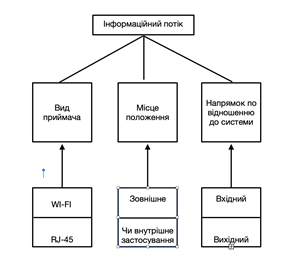 Інформаційний потік
Вид
приймача
Місце
положення
Напрямок по
відношенню
до системи
WI-FI
RJ-45
Зовнішне
Чи внутрішне
застосування
Вхідний
Вихідний